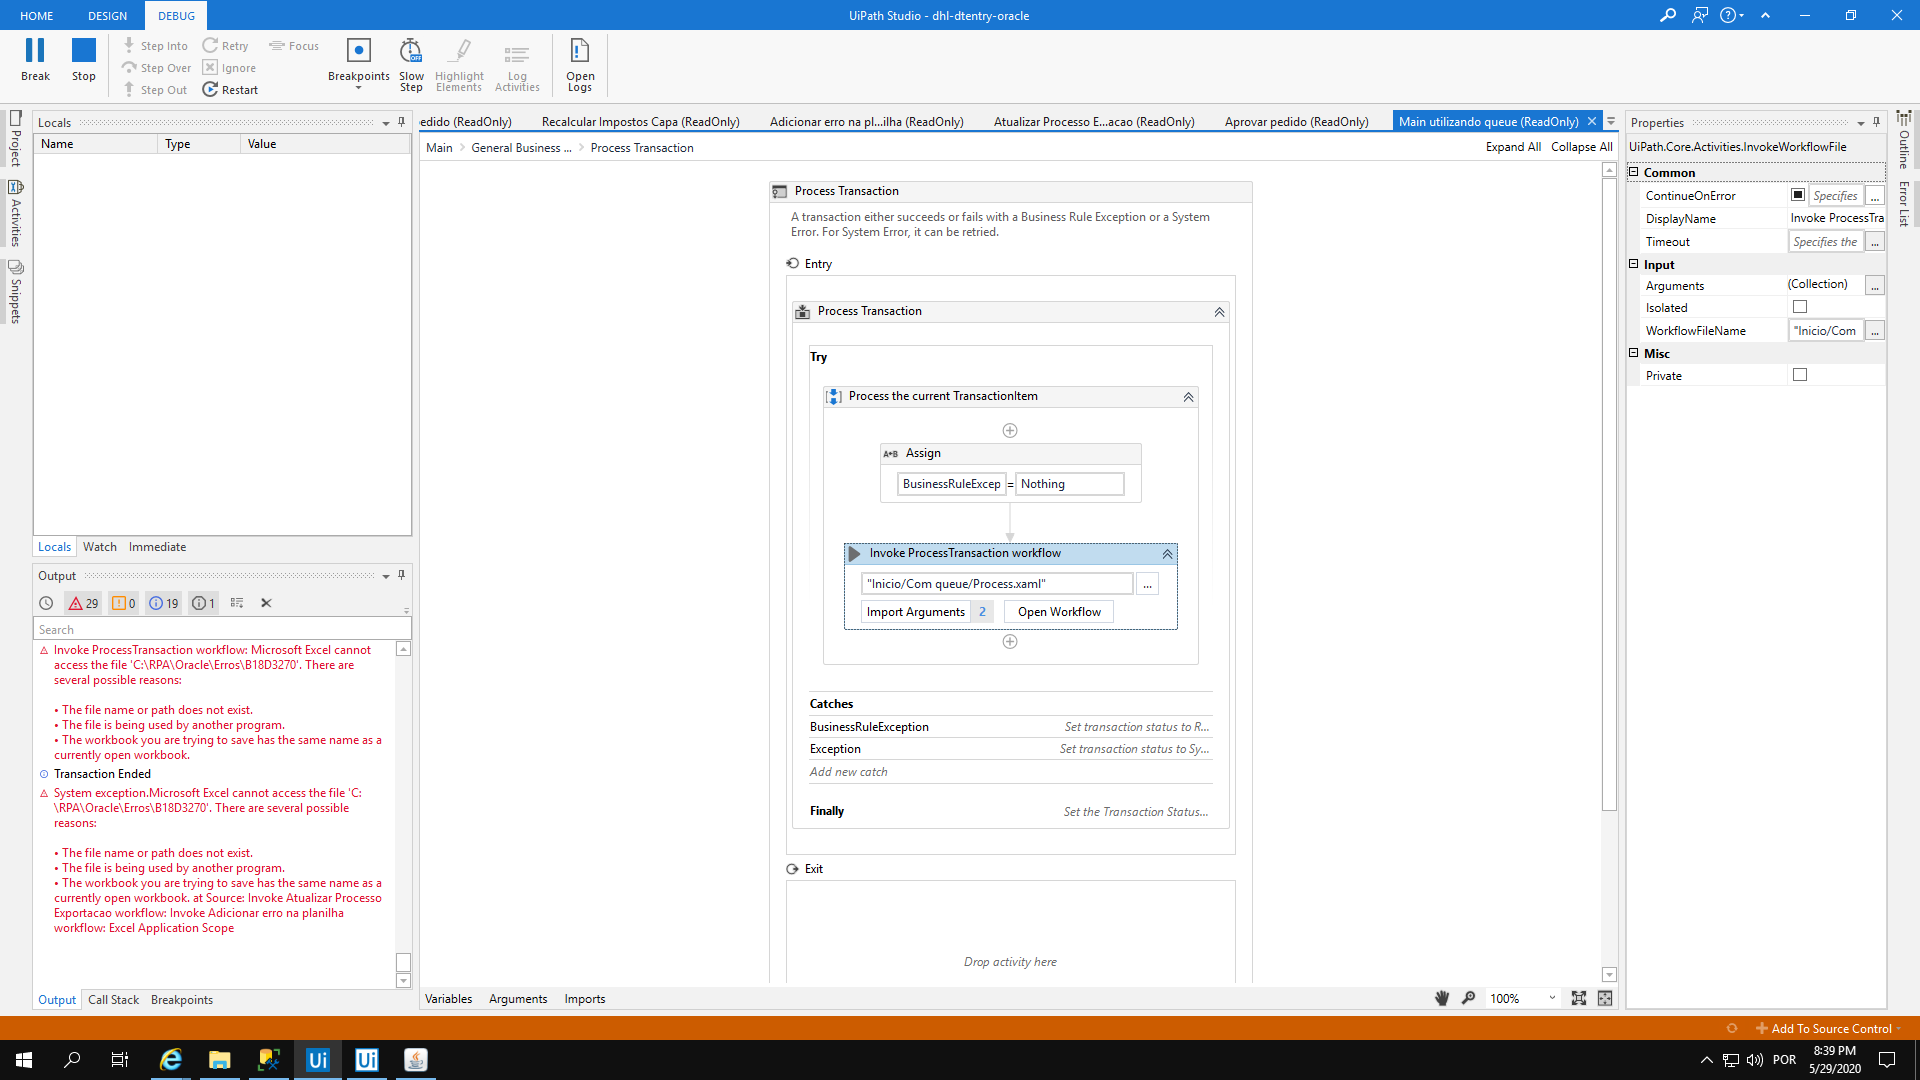 HOME
DESIGN
DEBUG
UiPath Studio - dhl-dtentry-oracle
Break
Stop
Step Into
Step Over
Step Out
Retry
Ignore
Restart
Focus
Breakpoints
Slow
Step
Highlight
Elements
Log
Activities
Open
Logs
Project
Activities
Snippets
Locals
Name
Type
Value
Locals
Watch
Immediate
Output
29
0
19
1
Search
Invoke ProcessTransaction workflow: Microsoft Excel cannot
access the file 'C:\RPA\Oracle\Erros\B18D3270'. There are
several possible reasons:
• The file name or path does not exist.
• The file is being used by another program.
• The workbook you are trying to save has the same name as a
currently open workbook.
Transaction Ended
System exception.Microsoft Excel cannot access the file 'C:
\RPA\Oracle\Erros\B18D3270'. There are several possible
reasons:
• The file name or path does not exist.
• The file is being used by another program.
• The workbook you are trying to save has the same name as a
currently open workbook. at Source: Invoke Atualizar Processo
Exportacao workflow: Invoke Adicionar erro na planilha
workflow: Excel Application Scope
Output
Call Stack
Breakpoints
edido (ReadOnly)
Recalcular Impostos Capa (ReadOnly)
Adicionar erro na pl...ilha (ReadOnly)
Atualizar Processo E...acao (ReadOnly)
Aprovar pedido (ReadOnly)
Main utilizando queue (ReadOnly)
Main
General Business ...
Process Transaction
Expand All
Collapse All
Process Transaction
A transaction either succeeds or fails with a Business Rule Exception or a System
Error. For System Error, it can be retried.
Entry
Process Transaction
Try
Process the current TransactionItem
A+B Assign
BusinessRuleExcep = Nothing
Invoke ProcessTransaction workflow
"Inicio/Com queue/Process.xaml"
...
Import Arguments 2
Open Workflow
Catches
BusinessRuleException
Set transaction status to R...
Exception
Set transaction status to Sy...
Add new catch
Finally
Set the Transaction Status...
Exit
Drop activity here
Variables
Arguments
Imports
100%
Properties
UiPath.Core.Activities.InvokeWorkflowFile
Common
ContinueOnError
Specifies
...
DisplayName
Invoke ProcessTra
Timeout
Specifies the
...
Input
Arguments
(Collection)
...
Isolated
WorkflowFileName
"Inicio/Com
...
Misc
Private
Outline
Error List
Add To Source Control
Ui
Ui
POR
8:39 PM
5/29/2020